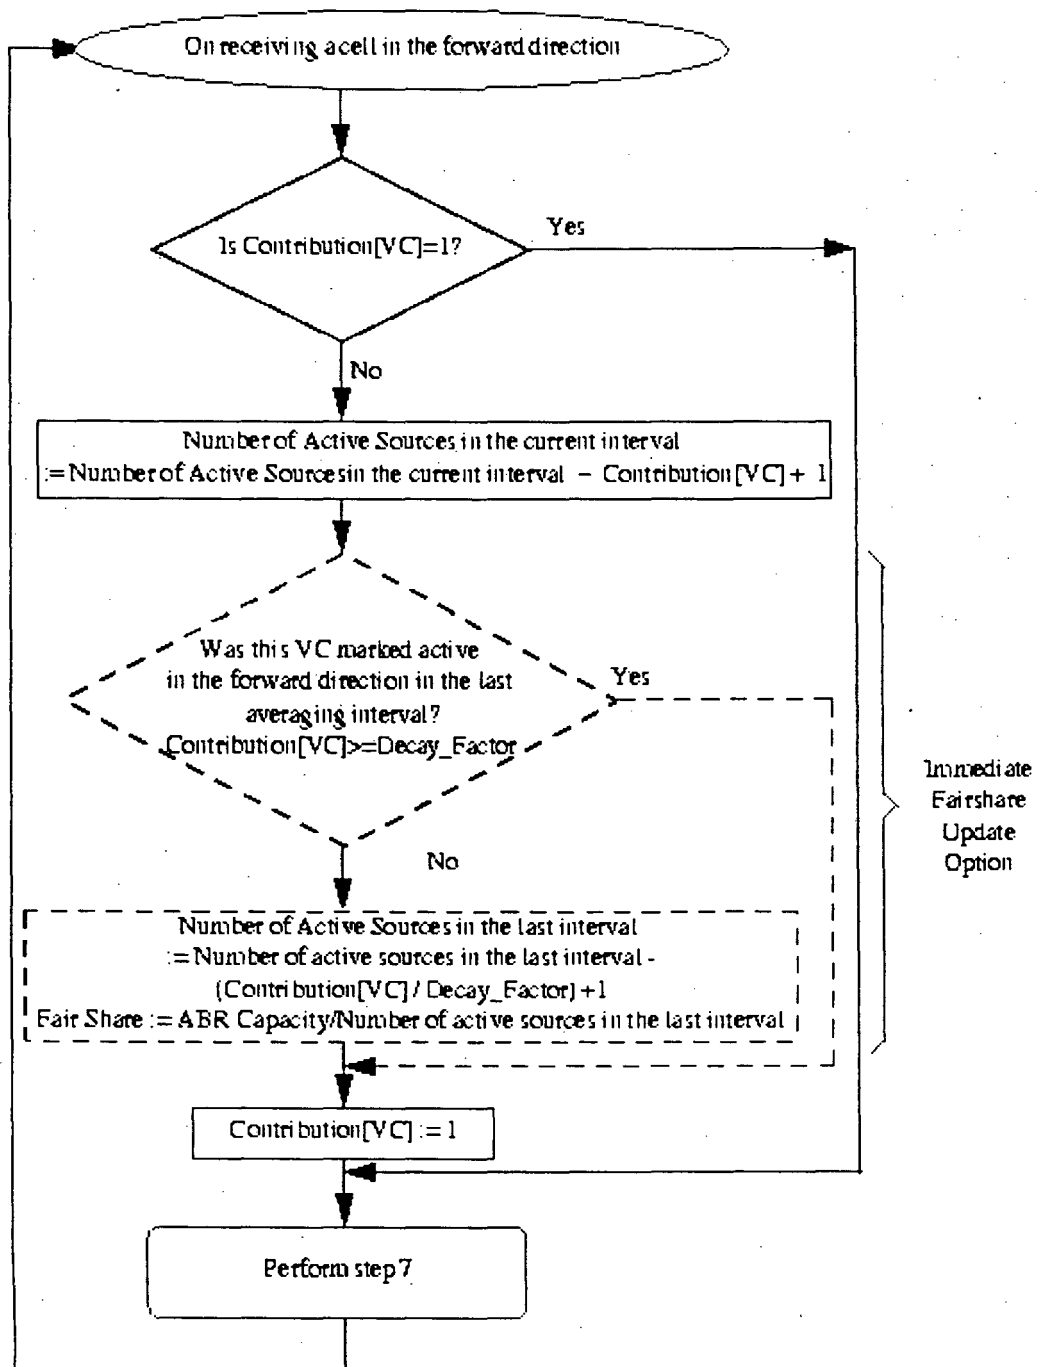 On receiving a cell in the forward direction
Is Contribution[VC]=1?
Yes
No
Number of Active Sources in the current interval
:= Number of Active Sources in the current interval - Contribution[VC] + 1
Was this VC marked active
in the forward direction in the last
averaging interval?
Contribution[VC]>=Decay_Factor
Yes
No
Immediate
Fairshare
Update
Option
Number of Active Sources in the last interval
:= Number of active sources in the last interval -
(Contribution[VC] / Decay_Factor) +1
Fair Share := ABR Capacity/Number of active sources in the last interval
Contribution[VC] := 1
Perform step 7